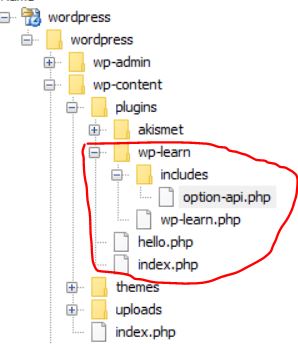 wordpress
wordpress
wp-admin
wp-content
plugins
akismet
wp-learn
includes
option-api.php
wp-learn.php
hello.php
index.php
themes
uploads
index.php